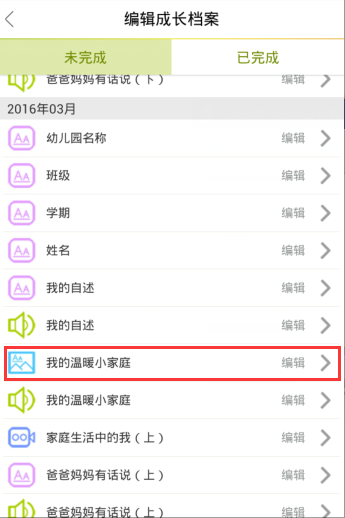 编辑成长档案
未完成 已完成
爸爸妈妈有话说（下） 编辑
2016年03月
AA 幼儿园名称 编辑
AA 班级 编辑
AA 学期 编辑
AA 姓名 编辑
AA 我的自述 编辑
我的自述 编辑
AA 我的温暖小家庭 编辑
我的温暖小家庭 编辑
家庭生活中的我（上） 编辑
AA 爸爸妈妈有话说（上） 编辑
爸爸妈妈有话说（上） 编辑